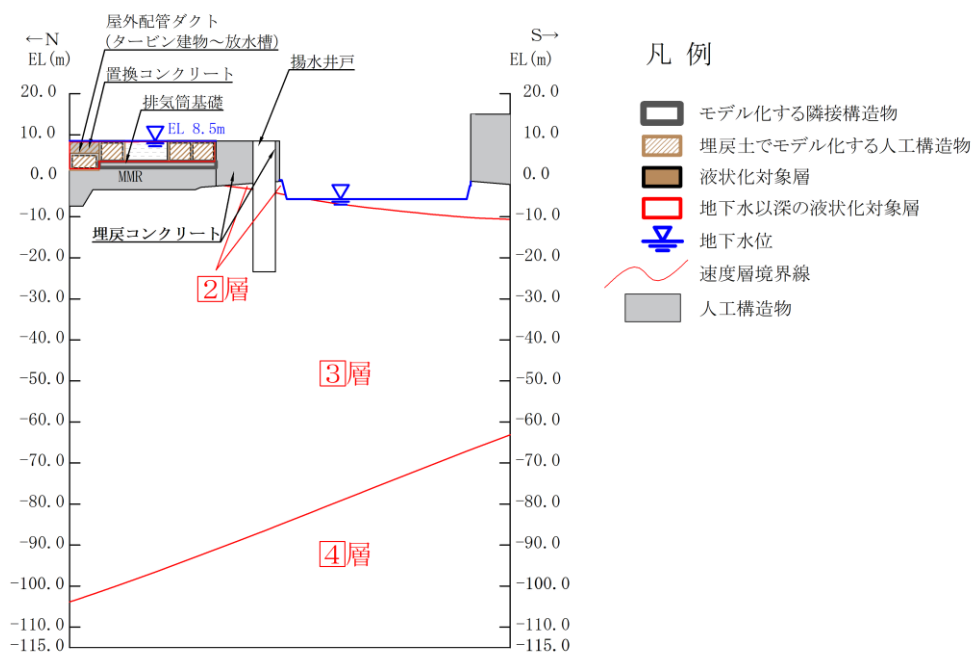 屋外配管ダクト
(タービン建物～放水槽)
置換コンクリート
排気筒基礎
揚水井戸
←N
EL(m)
S→
EL(m)
20.0
10.0
0.0
-10.0
-20.0
-30.0
-40.0
-50.0
-60.0
-70.0
-80.0
-90.0
-100.0
-110.0
-115.0
EL 8.5m
MMR
埋戻コンクリート
2層
3層
4層
20.0
10.0
0.0
-10.0
-20.0
-30.0
-40.0
-50.0
-60.0
-70.0
-80.0
-90.0
-100.0
-110.0
-115.0
凡 例
モデル化する隣接構造物
埋戻土でモデル化する人工構造物
液状化対象層
地下水以深の液状化対象層
地下水位
速度層境界線
人工構造物